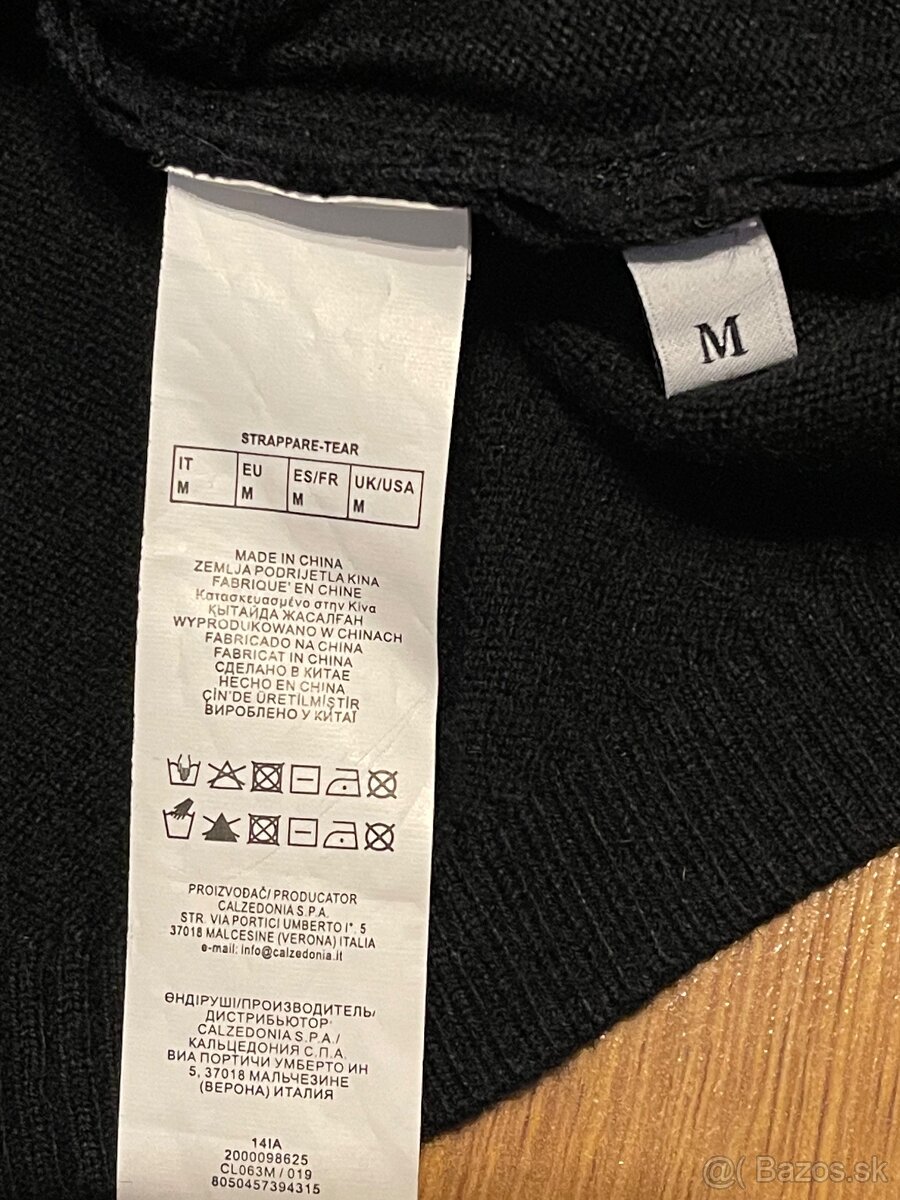 M
STRAPPARE-TEAR
IT EU ES/FR UK/USA
M M M M
MADE IN CHINA
ZEMLJA PODRIJETLA KINA
FABRIQUE' EN CHINE
Κατασκευασμένο στην Κίνα
ҚЫТАЙДА ЖАСАЛҒАН
WYPRODUKOWANO W CHINACH
FABRICADO NA CHINA
FABRICAT IN CHINA
СДЕЛАНО В КИТАЕ
HECHO EN CHINA
ÇİN'DE ÜRETİLMİŞTİR
ВИРОБЛЕНО У КИТАЇ
PROIZVOĐAČ/ PRODUCATOR
CALZEDONIA S.P.A.
STR. VIA PORTICI UMBERTO I°. 5
37018 MALCESINE (VERONA) ITALIA
e-mail: info@calzedonia.it
ӨНДІРУШІ/ПРОИЗВОДИТЕЛЬ/
ДИСТРИБЬЮТОР
CALZEDONIA S.P.A./
КАЛЬЦЕДОНИЯ С.П.А.
ВИА ПОРТИЧИ УМБЕРТО ИН
5, 37018 МАЛЬЧЕЗИНЕ
(ВЕРОНА) ИТАЛИЯ
14IA
2000098625
CL063M / 019
8050457394315
@( Bazos.sk